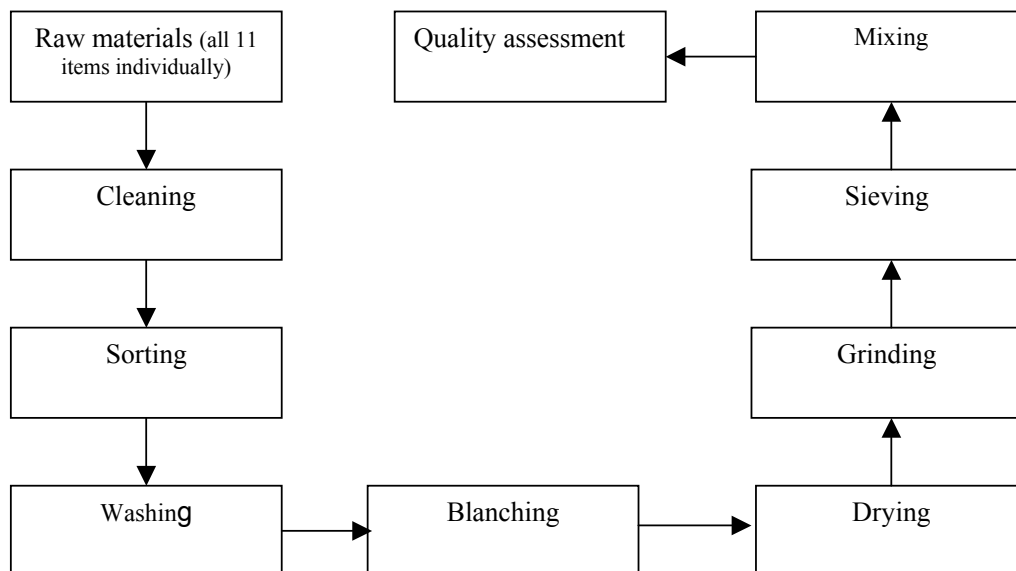 Raw materials (all 11
items individually)
Cleaning
Sorting
Washing
Blanching
Drying
Grinding
Sieving
Mixing
Quality assessment